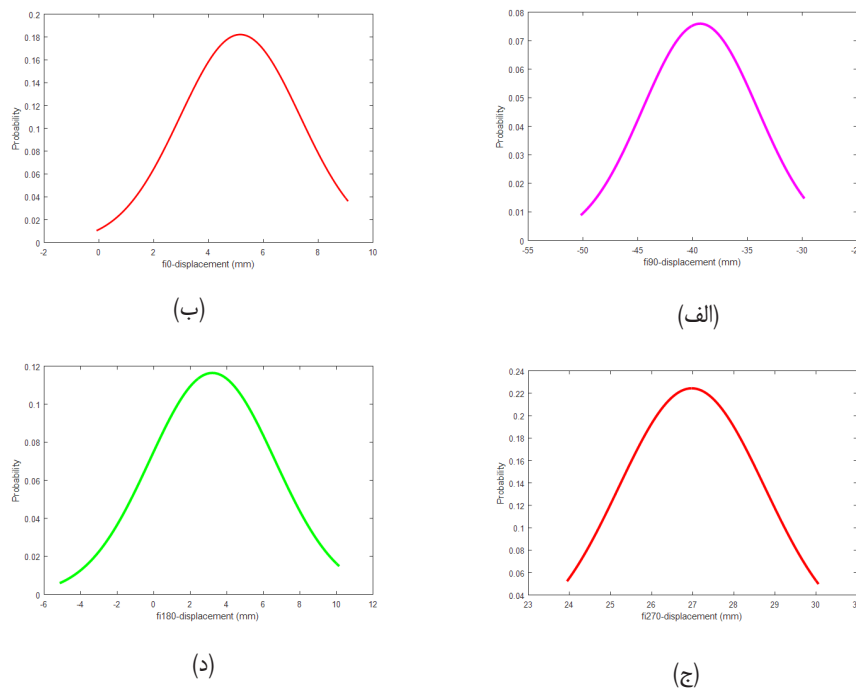 0.2
0.18
0.16
0.14
0.12
0.1
0.08
0.06
0.04
0.02
0
Probability
-2 0 2 4 6 8 10
fi0-displacement (mm)
(ب)
0.08
0.07
0.06
0.05
0.04
0.03
0.02
0.01
0
Probability
-55 -50 -45 -40 -35 -30
fi90-displacement (mm)
(الف)
0.12
0.1
0.08
0.06
0.04
0.02
0
Probability
-6 -4 -2 0 2 4 6 8 10 12
fi180-displacement (mm)
(د)
0.24
0.22
0.2
0.18
0.16
0.14
0.12
0.1
0.08
0.06
0.04
Probability
23 24 25 26 27 28 29 30
fi270-displacement (mm)
(ج)